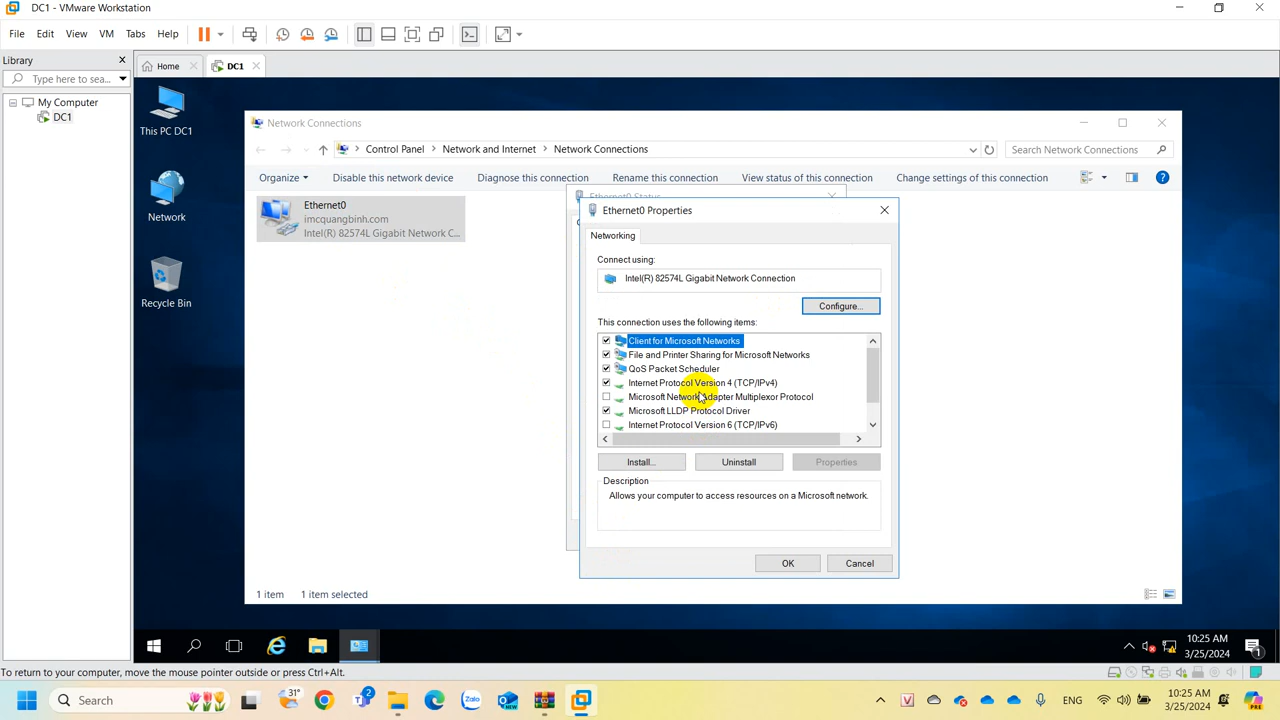 DC1 - VMware Workstation
File Edit View VM Tabs Help
Library
Type here to sea...
My Computer
DC1
Home
DC1
This PC DC1
Network
Recycle Bin
Network Connections
Control Panel > Network and Internet > Network Connections
Search Network Connections
Organize Disable this network device Diagnose this connection Rename this connection View status of this connection Change settings of this connection
Ethernet0
imcquangbinh.com
Intel(R) 82574L Gigabit Network C...
Ethernet0 Status
Ethernet0 Properties
Networking
Connect using:
Intel(R) 82574L Gigabit Network Connection
Configure...
This connection uses the following items:
Client for Microsoft Networks
File and Printer Sharing for Microsoft Networks
QoS Packet Scheduler
Internet Protocol Version 4 (TCP/IPv4)
Microsoft Network Adapter Multiplexor Protocol
Microsoft LLDP Protocol Driver
Internet Protocol Version 6 (TCP/IPv6)
Install... Uninstall Properties
Description
Allows your computer to access resources on a Microsoft network.
OK Cancel
1 item 1 item selected
10:25 AM
3/25/2024
1
To return to your computer, move the mouse pointer outside or press Ctrl+Alt.
Search
31°
2
Zalo
NEW
V
ENG
10:25 AM
3/25/2024
PRE